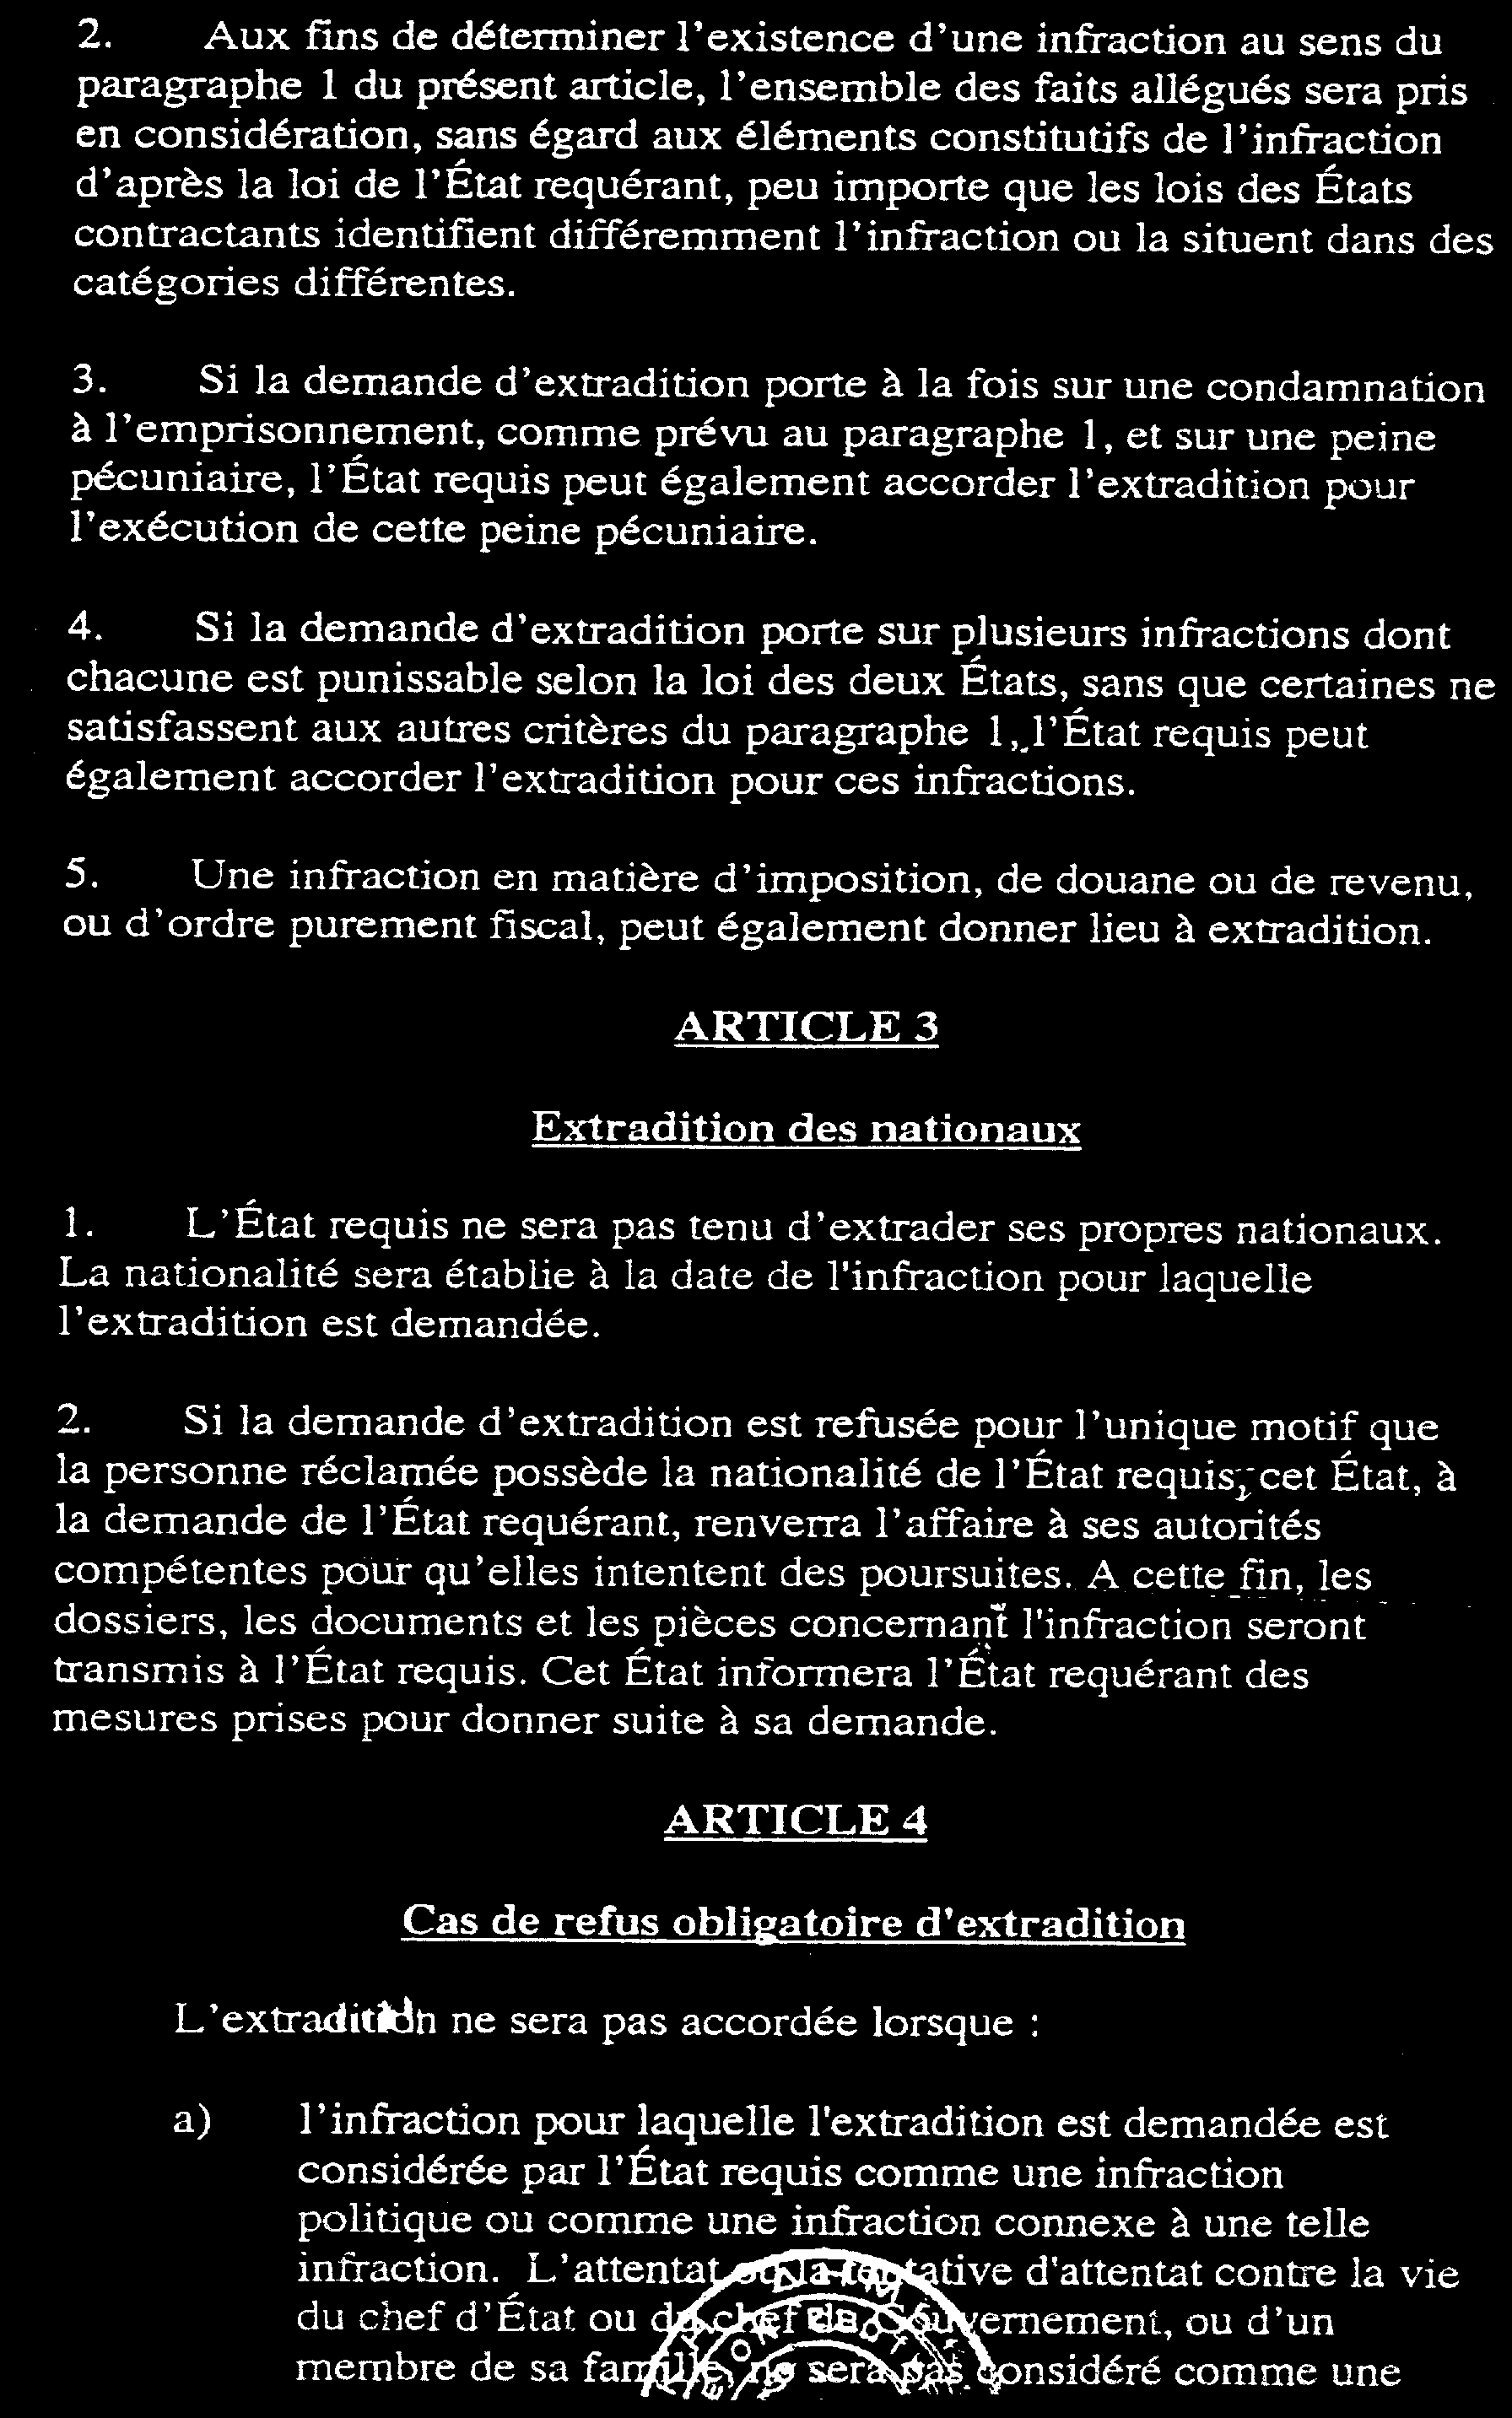 2. Aux fins de déterminer l'existence d'une infraction au sens du
paragraphe 1 du présent article, l'ensemble des faits allégués sera pris
en considération, sans égard aux éléments constitutifs de l'infraction
d'après la loi de l'État requérant, peu importe que les lois des États
contractants identifient différemment l'infraction ou la situent dans des
catégories différentes.
3. Si la demande d'extradition porte à la fois sur une condamnation
à l'emprisonnement, comme prévu au paragraphe 1, et sur une peine
pécuniaire, l'État requis peut également accorder l'extradition pour
l'exécution de cette peine pécuniaire.
4. Si la demande d'extradition porte sur plusieurs infractions dont
chacune est punissable selon la loi des deux États, sans que certaines ne
satisfassent aux autres critères du paragraphe 1, l'État requis peut
également accorder l'extradition pour ces infractions.
5. Une infraction en matière d'imposition, de douane ou de revenu,
ou d'ordre purement fiscal, peut également donner lieu à extradition.
ARTICLE 3
Extradition des nationaux
1. L'État requis ne sera pas tenu d'extrader ses propres nationaux.
La nationalité sera établie à la date de l'infraction pour laquelle
l'extradition est demandée.
2. Si la demande d'extradition est refusée pour l'unique motif que
la personne réclamée possède la nationalité de l'État requis, cet État, à
la demande de l'État requérant, renverra l'affaire à ses autorités
compétentes pour qu'elles intentent des poursuites. A cette fin, les
dossiers, les documents et les pièces concernant l'infraction seront
transmis à l'État requis. Cet État informera l'État requérant des
mesures prises pour donner suite à sa demande.
ARTICLE 4
Cas de refus obligatoire d'extradition
L'extradition ne sera pas accordée lorsque :
a) l'infraction pour laquelle l'extradition est demandée est
considérée par l'État requis comme une infraction
politique ou comme une infraction connexe à une telle
infraction. L'attentat ou la tentative d'attentat contre la vie
du chef d'État ou du chef de Gouvernement, ou d'un
membre de sa famille, ne sera pas considéré comme une